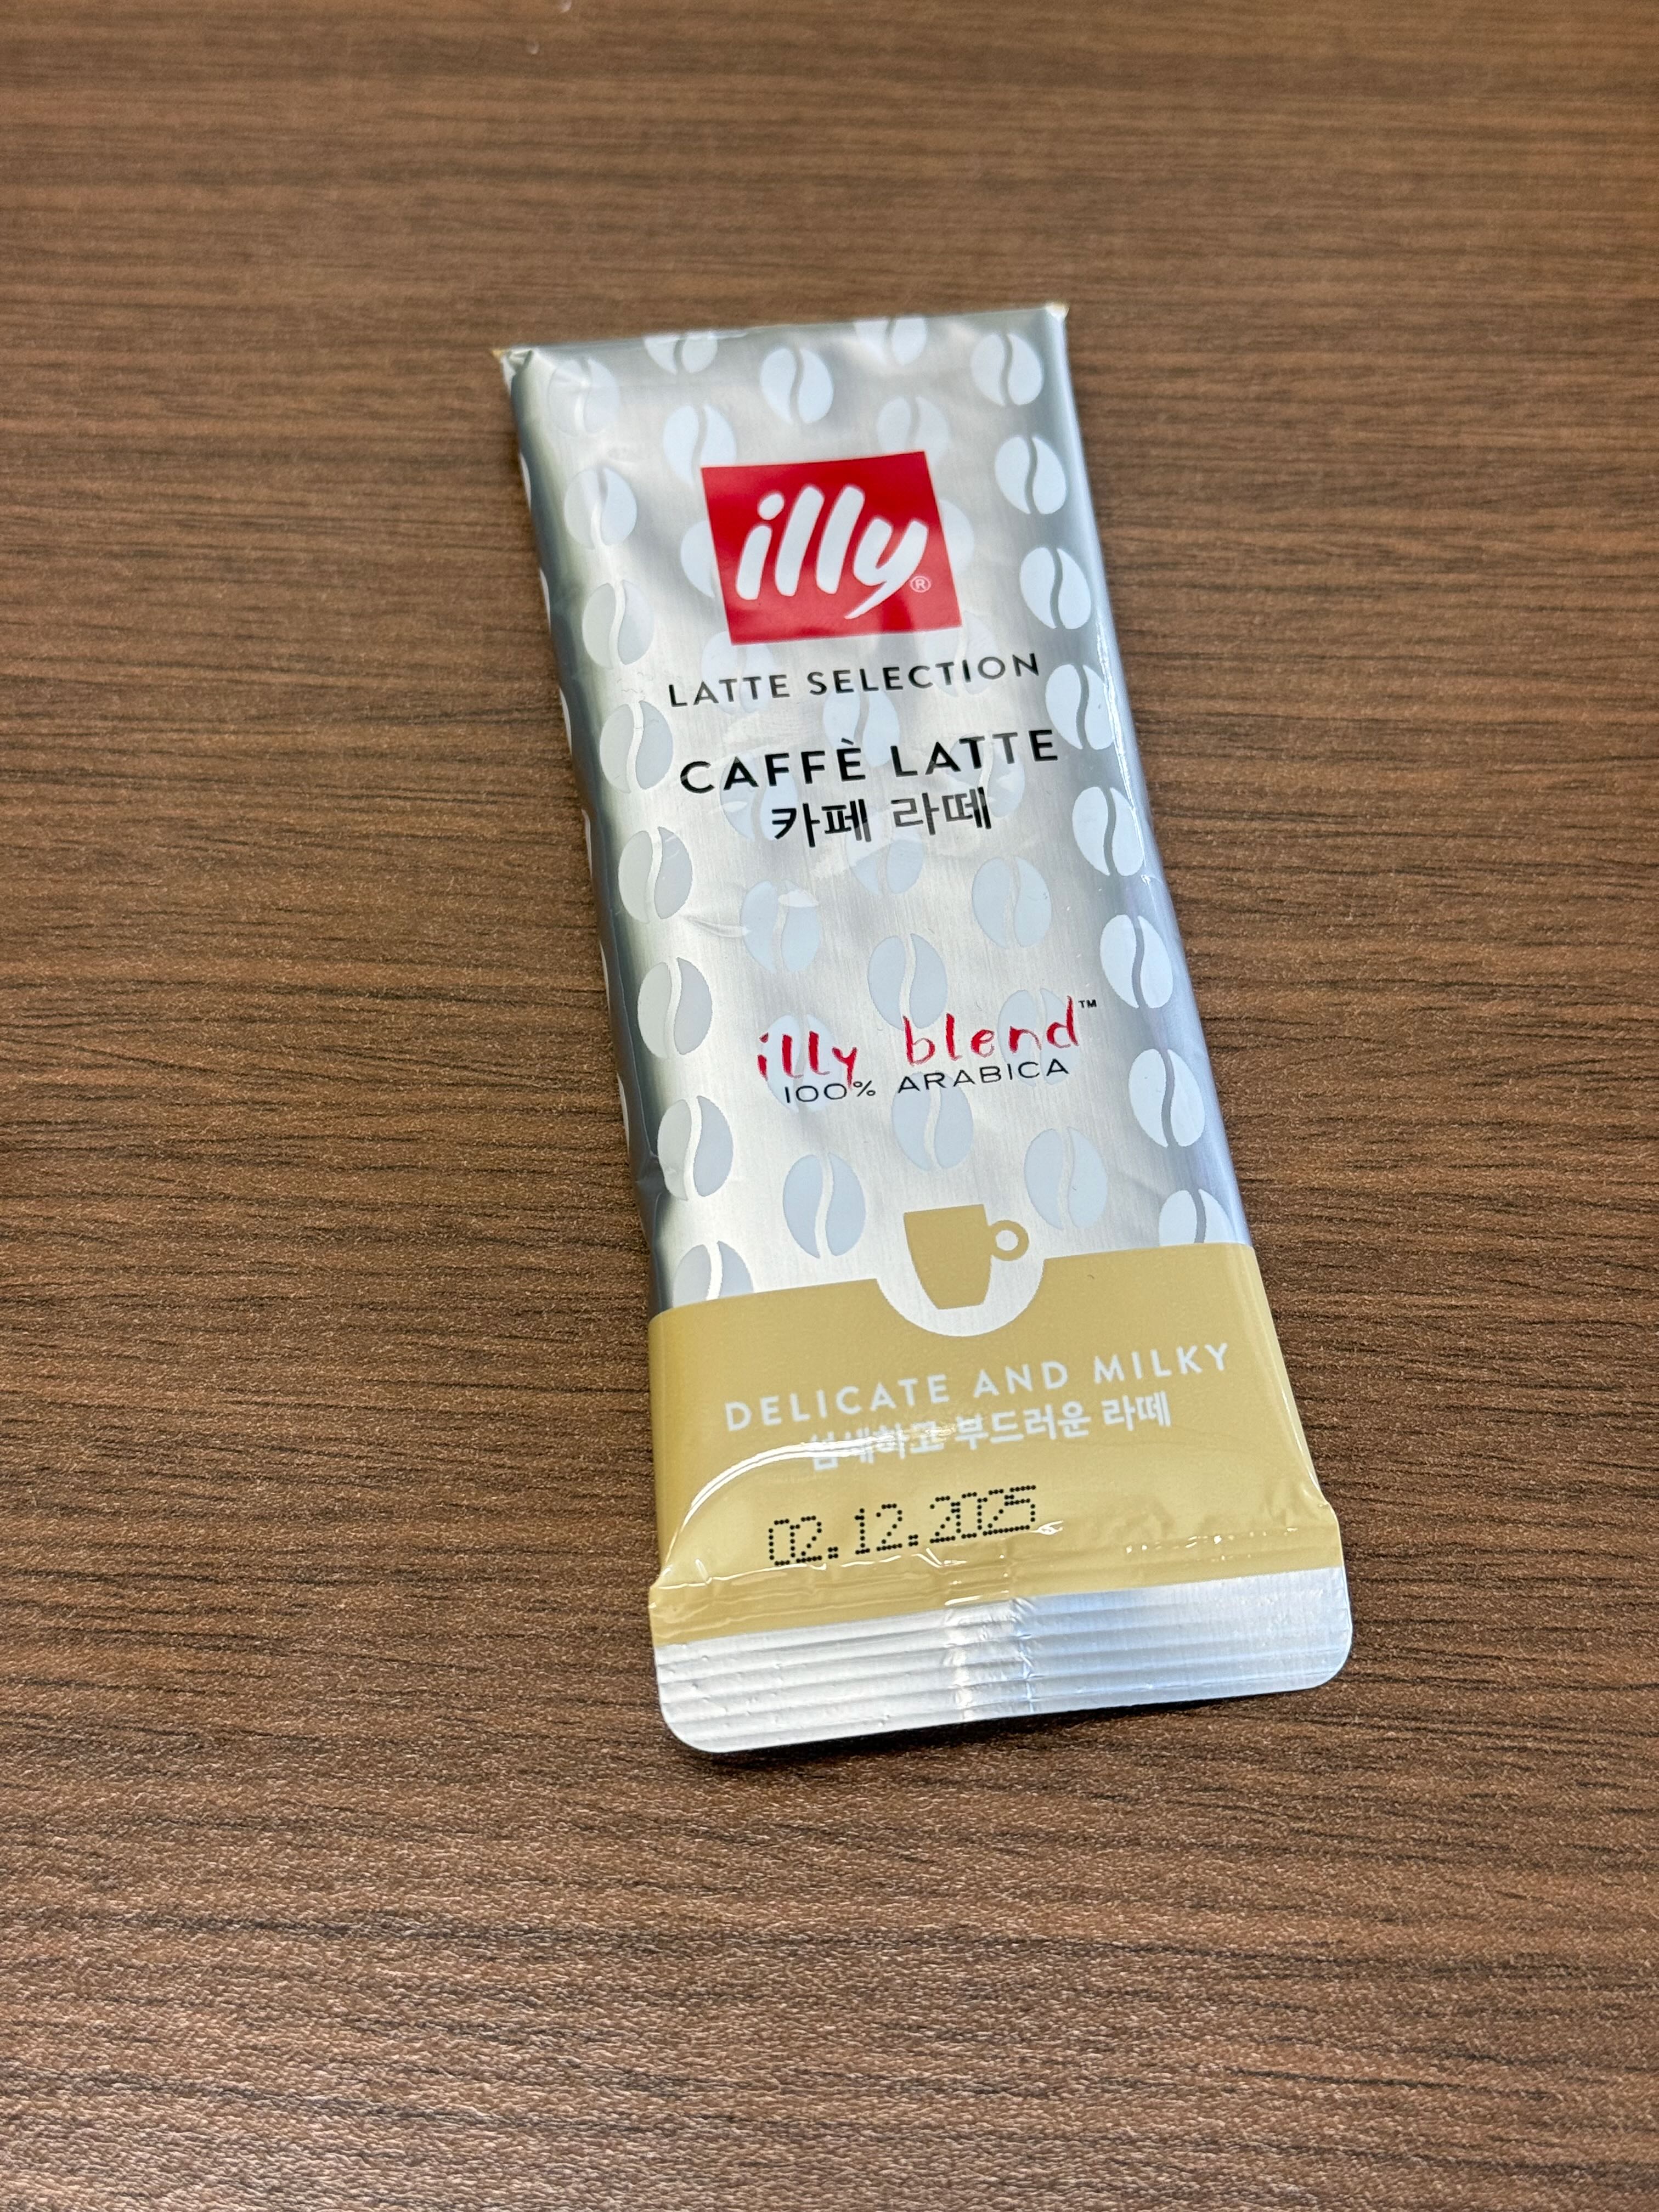 illy®
LATTE SELECTION
CAFFÈ LATTE
카페 라떼
illy blend™
100% ARABICA
DELICATE AND MILKY
섬세하고 부드러운 라떼
02.12.2025